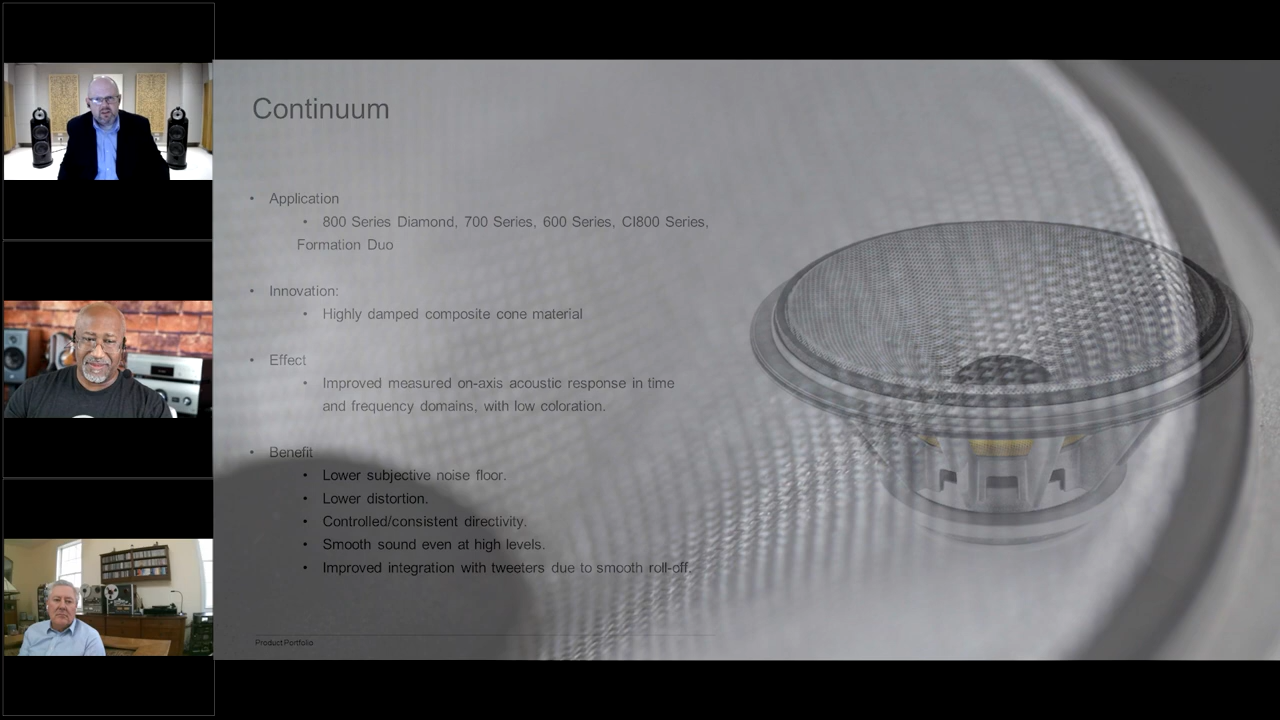 Continuum
• Application
• 800 Series Diamond, 700 Series, 600 Series, CI800 Series,
Formation Duo
• Innovation:
• Highly damped composite cone material
• Effect
• Improved measured on-axis acoustic response in time
and frequency domains, with low coloration.
• Benefit
• Lower subjective noise floor.
• Lower distortion.
• Controlled/consistent directivity.
• Smooth sound even at high levels.
• Improved integration with tweeters due to smooth roll-off.
Product Portfolio